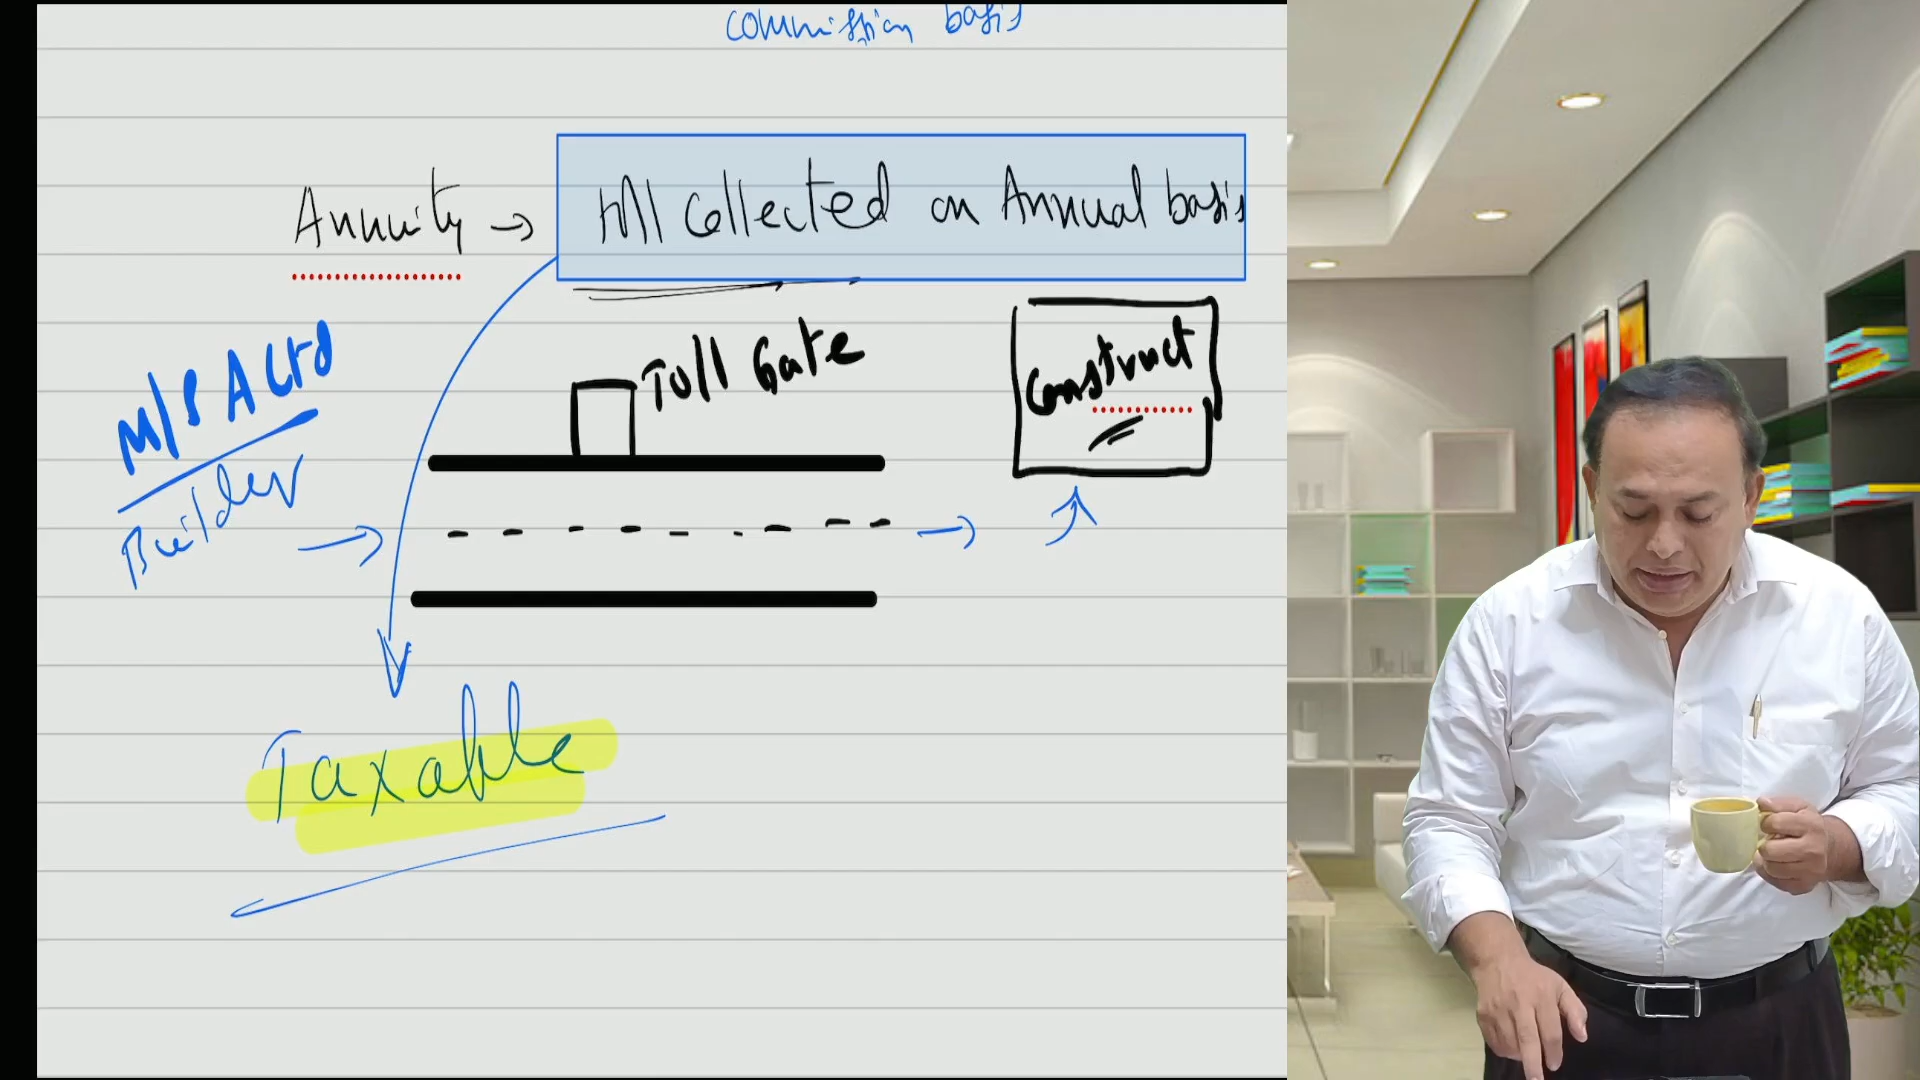 commission basis
Annuity → toll collected on Annual basis
M/s A Ltd
Builder
Toll Gate
Construct
Taxable